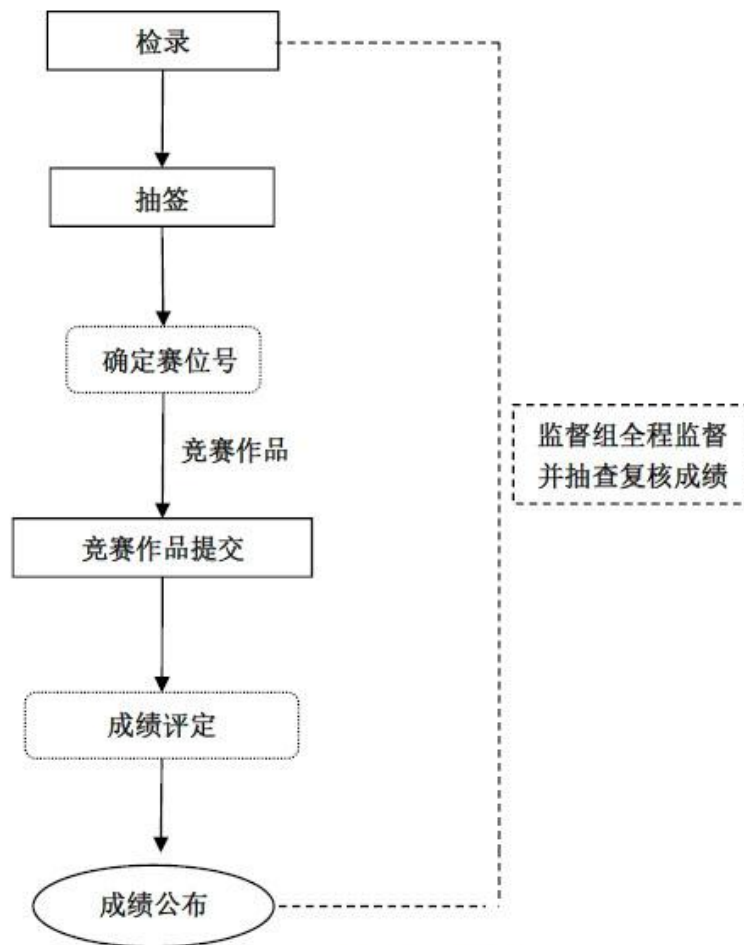 检录
抽签
确定赛位号
竞赛作品
竞赛作品提交
成绩评定
成绩公布
监督组全程监督
并抽查复核成绩